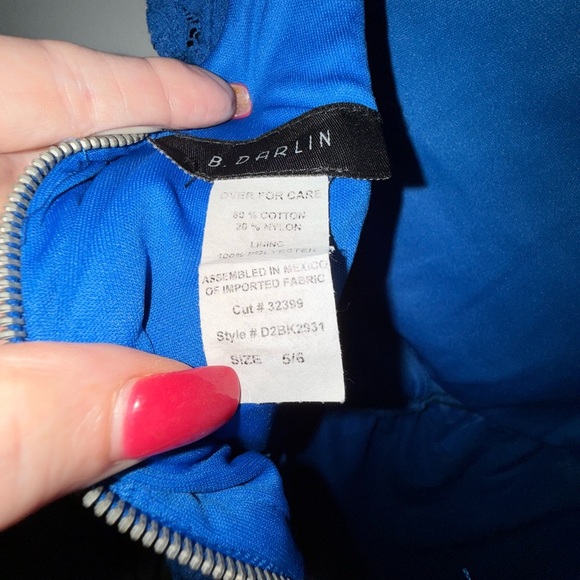 B. DARLIN
OVER FOR CARE
80 % COTTON
20 % NYLON
LINING
100% POLYESTER
ASSEMBLED IN MEXICO
OF IMPORTED FABRIC
Cut # 32399
Style # D2BK2931
SIZE 5/6